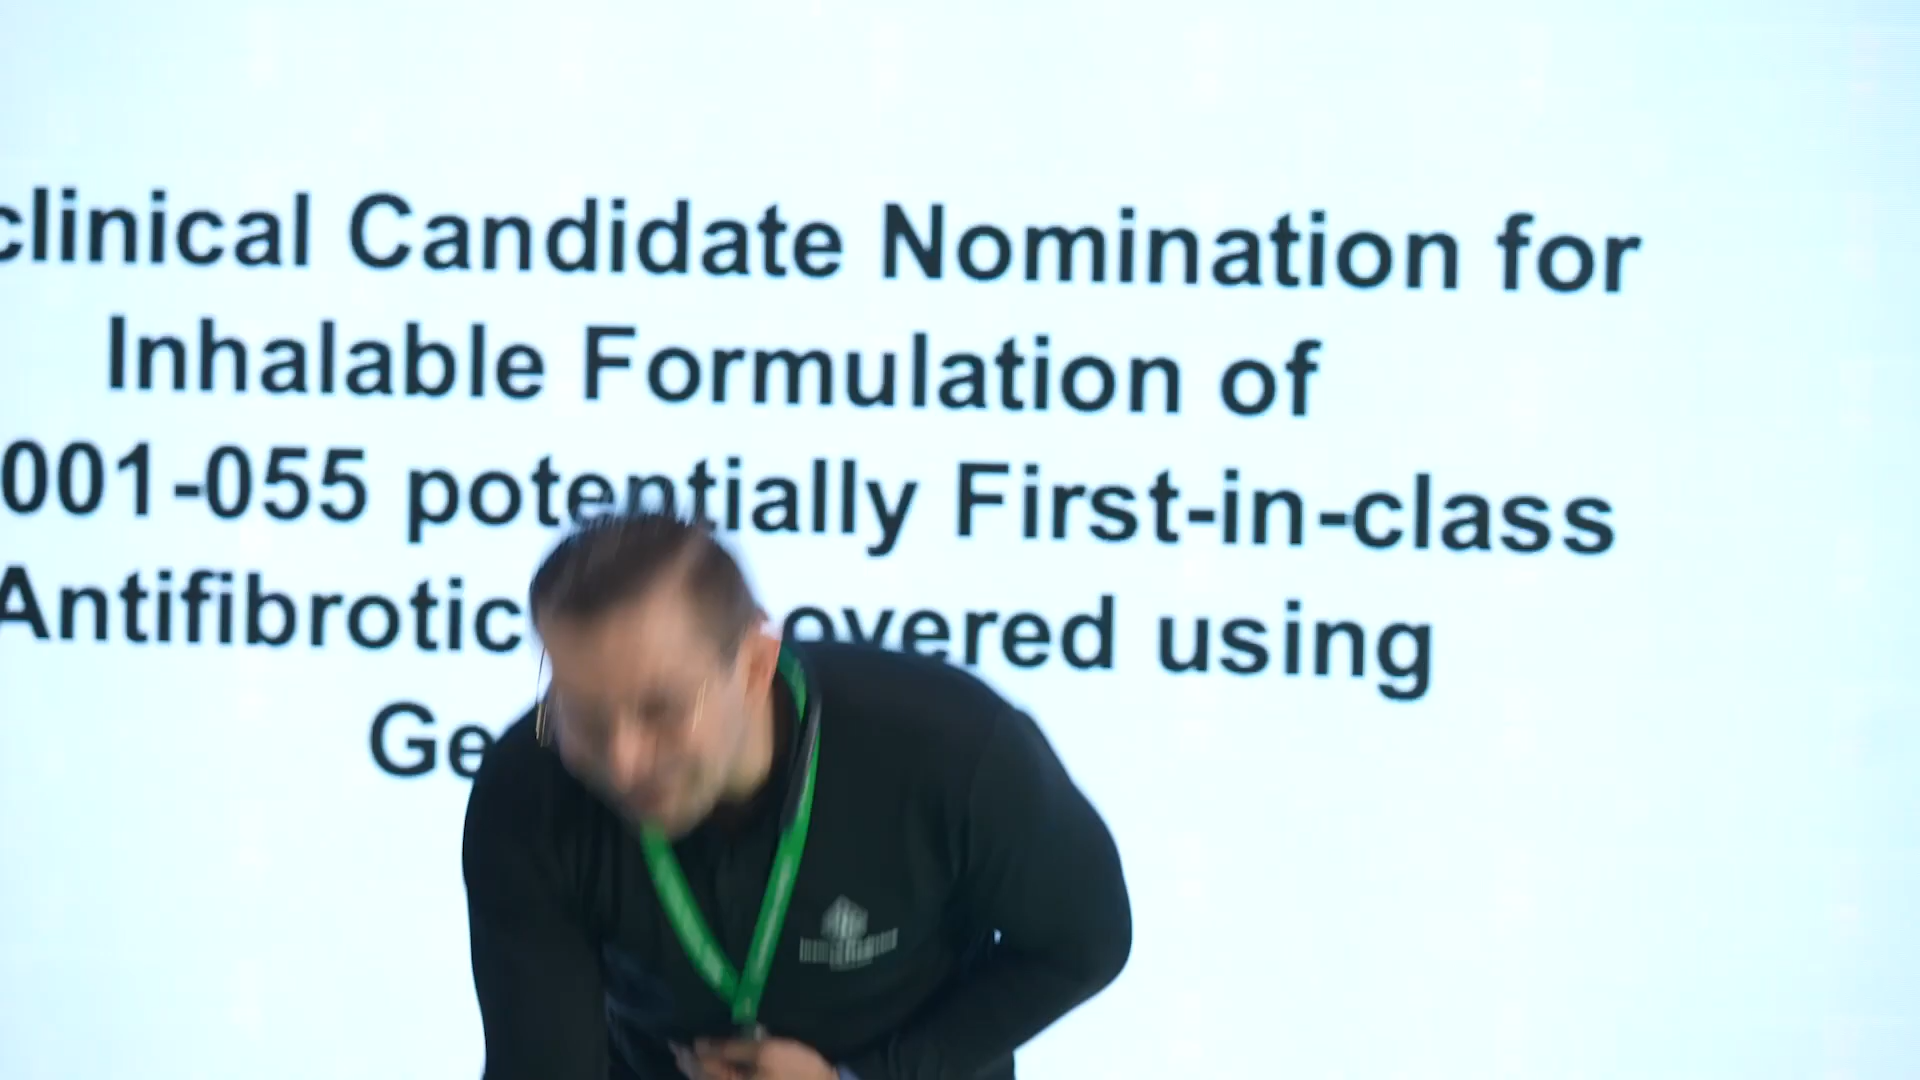 clinical Candidate Nomination for
Inhalable Formulation of
001-055 potentially First-in-class
Antifibrotic overed using
Ge